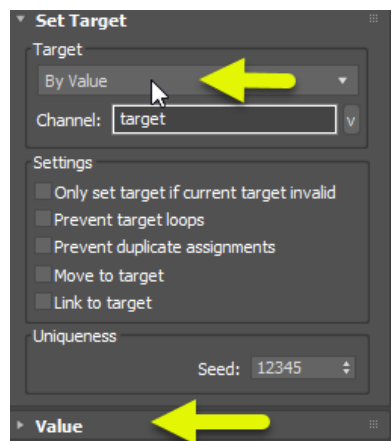 Set Target
Target
By Value
Channel: target v
Settings
Only set target if current target invalid
Prevent target loops
Prevent duplicate assignments
Move to target
Link to target
Uniqueness
Seed: 12345
Value